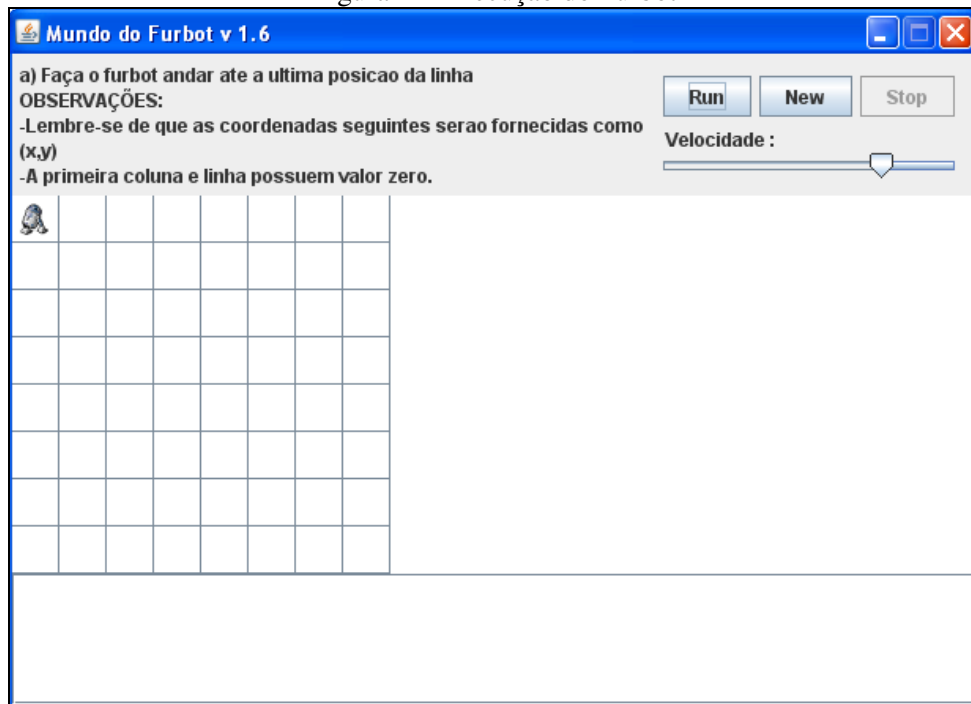 Mundo do Furbot v 1.6
a) Faça o furbot andar ate a ultima posicao da linha
OBSERVAÇÕES:
-Lembre-se de que as coordenadas seguintes serao fornecidas como
(x,y)
-A primeira coluna e linha possuem valor zero.
Run New Stop
Velocidade :